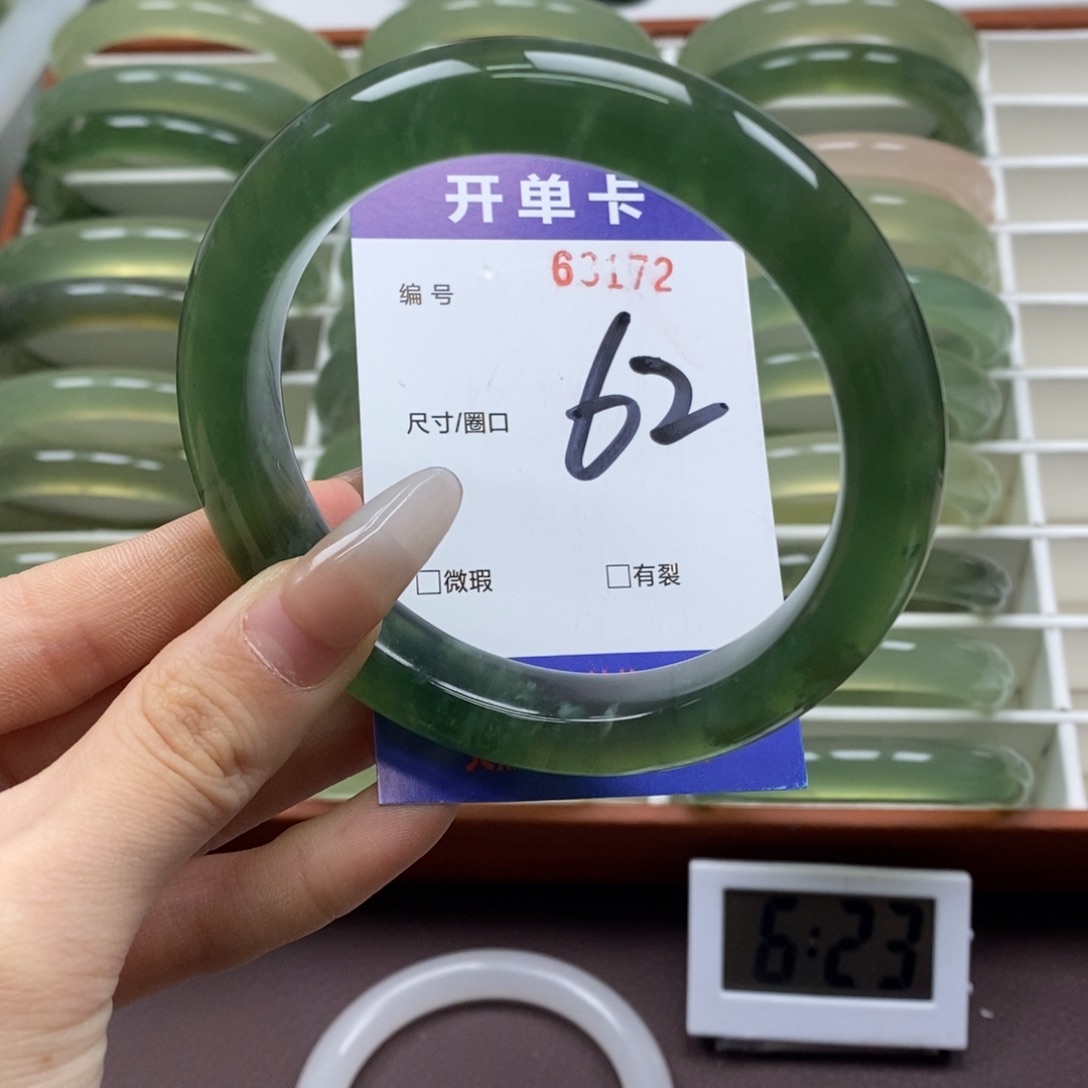 开单卡
编号 63172
尺寸/圈口 62
□微瑕 □有裂
6:23